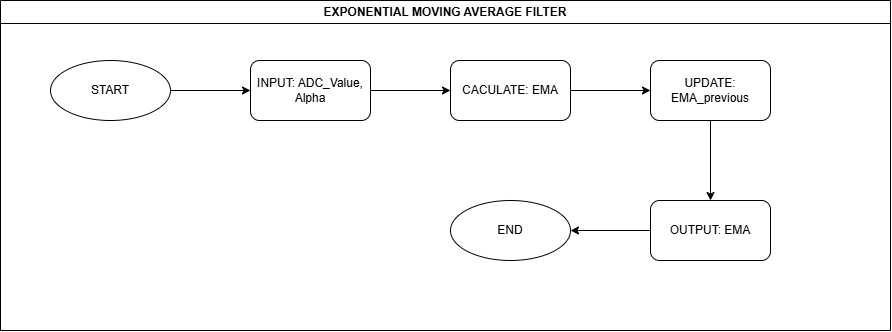 EXPONENTIAL MOVING AVERAGE FILTER
START
INPUT: ADC_Value,
Alpha
CACULATE: EMA
UPDATE:
EMA_previous
END
OUTPUT: EMA